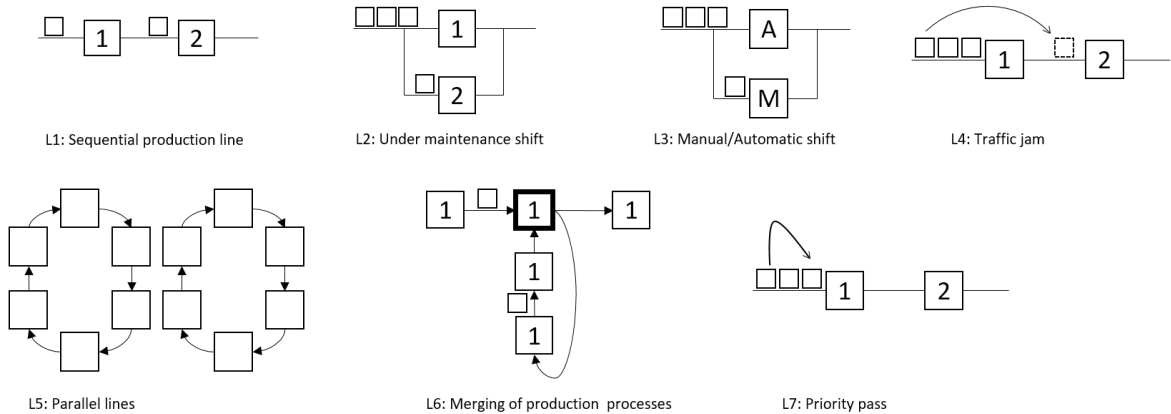 1
2
L1: Sequential production line
1
2
L2: Under maintenance shift
A
M
L3: Manual/Automatic shift
1
2
L4: Traffic jam
L5: Parallel lines
1
1
1
1
1
L6: Merging of production processes
1
2
L7: Priority pass